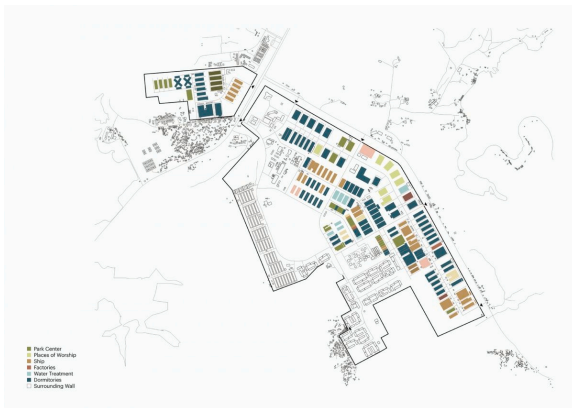 Park Center
Places of Worship
Ship
Factories
Water Treatment
Dormitories
Surrounding Wall